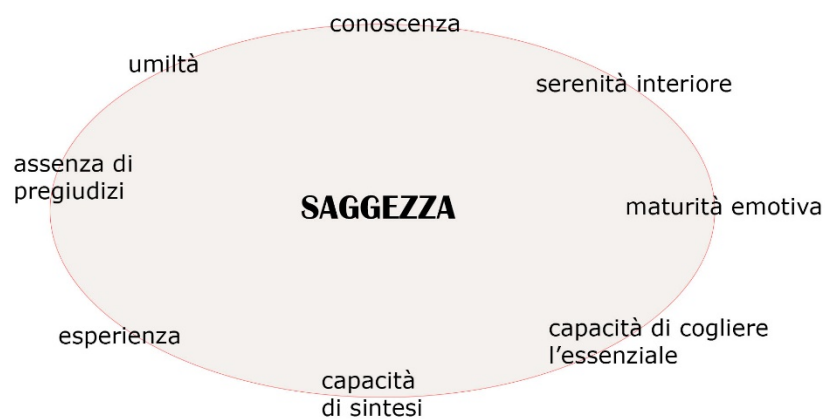 conoscenza
umiltà
serenità interiore
assenza di
pregiudizi
SAGGEZZA
maturità emotiva
esperienza
capacità di cogliere
l’essenziale
capacità
di sintesi